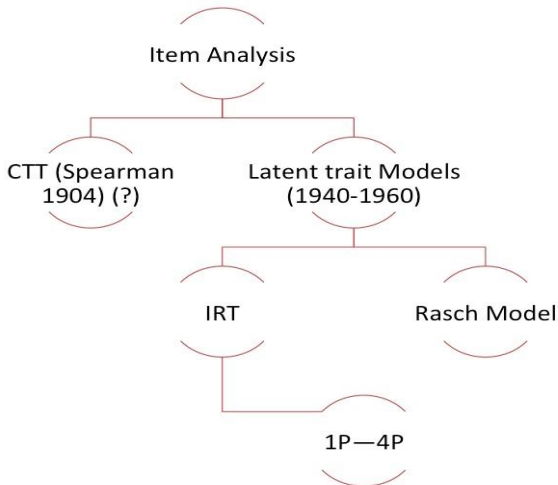 Item Analysis
CTT (Spearman
1904) (?)
Latent trait Models
(1940-1960)
IRT
Rasch Model
1P—4P